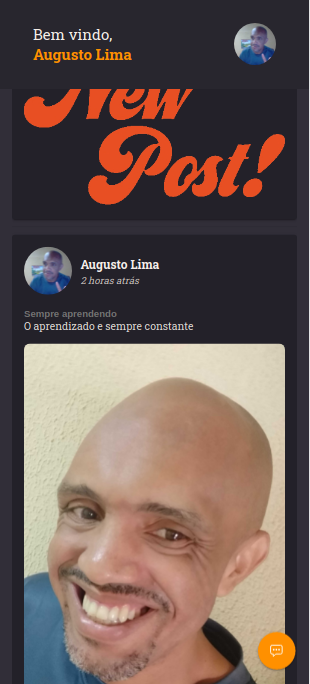 Bem vindo,
Augusto Lima
New
Post!
Augusto Lima
2 horas atrás
Sempre aprendendo
O aprendizado e sempre constante